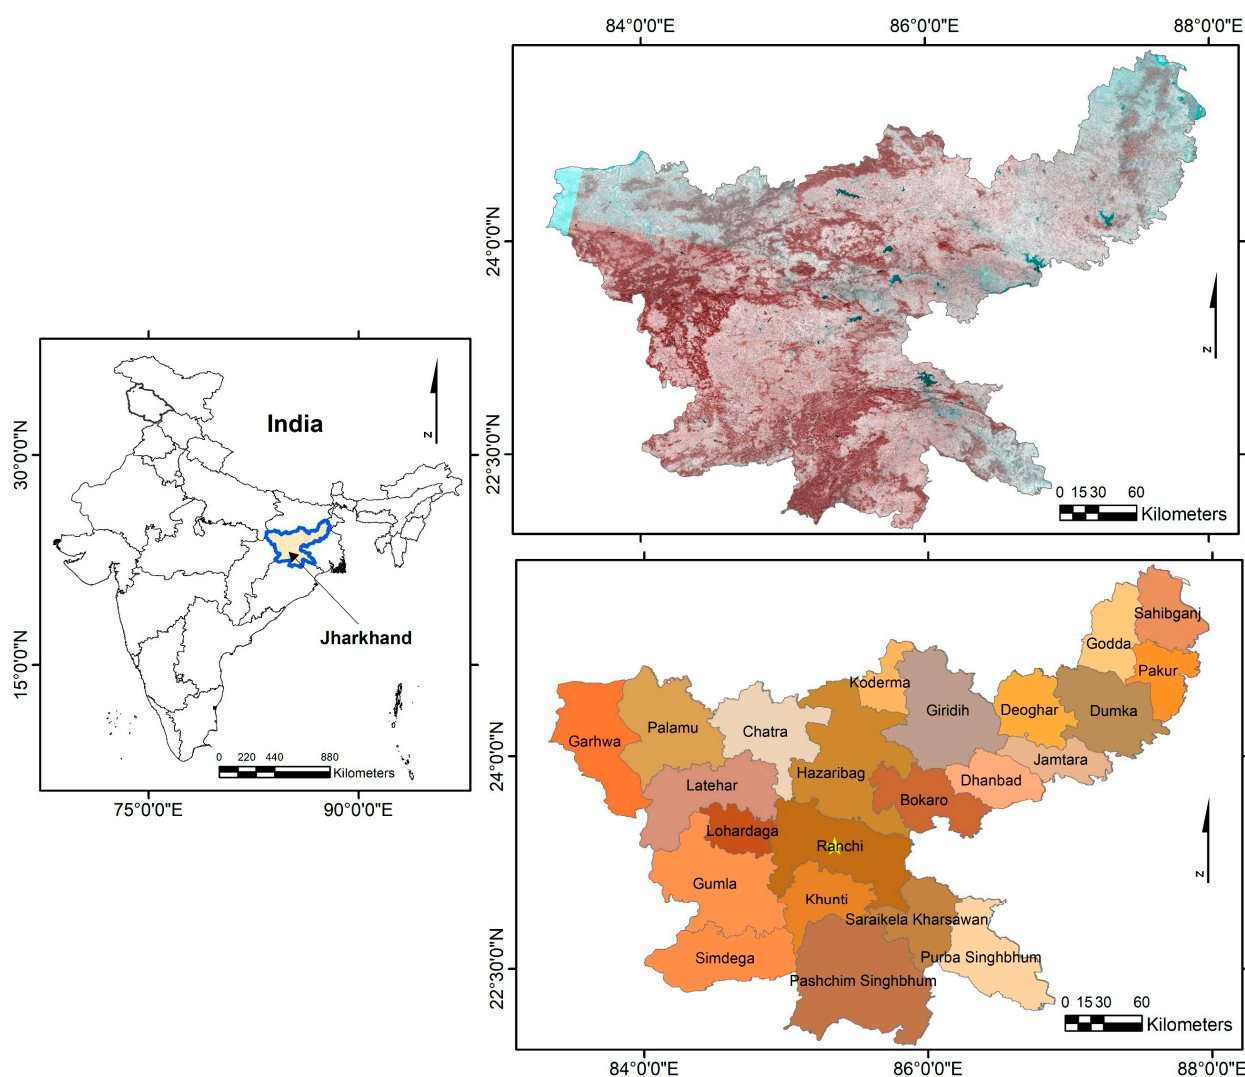 84°0'0"E
86°0'0"E
88°0'0"E
24°0'0"N
22°30'0"N
N
0 15 30 60
Kilometers
India
Jharkhand
N
30°0'0"N
15°0'0"N
0 220 440 880
Kilometers
75°0'0"E
90°0'0"E
Sahibganj
Godda
Pakur
Koderma
Giridih
Deoghar
Dumka
Palamu
Chatra
Garhwa
Jamtara
Hazaribag
Dhanbad
Latehar
Bokaro
Lohardaga
Ranchi
Gumla
Khunti
Saraikela Kharsawan
Simdega
Purba Singhbhum
Pashchim Singhbhum
N
24°0'0"N
22°30'0"N
0 15 30 60
Kilometers
84°0'0"E
86°0'0"E
88°0'0"E